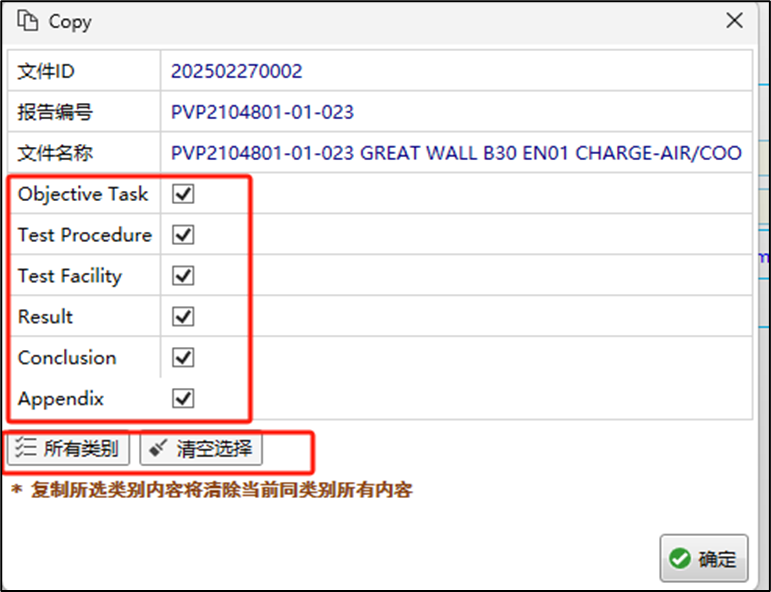 Copy
文件ID 202502270002
报告编号 PVP2104801-01-023
文件名称 PVP2104801-01-023 GREAT WALL B30 EN01 CHARGE-AIR/COO
Objective Task
Test Procedure
Test Facility
Result
Conclusion
Appendix
所有类别 清空选择
* 复制所选类别内容将清除当前同类别所有内容
确定